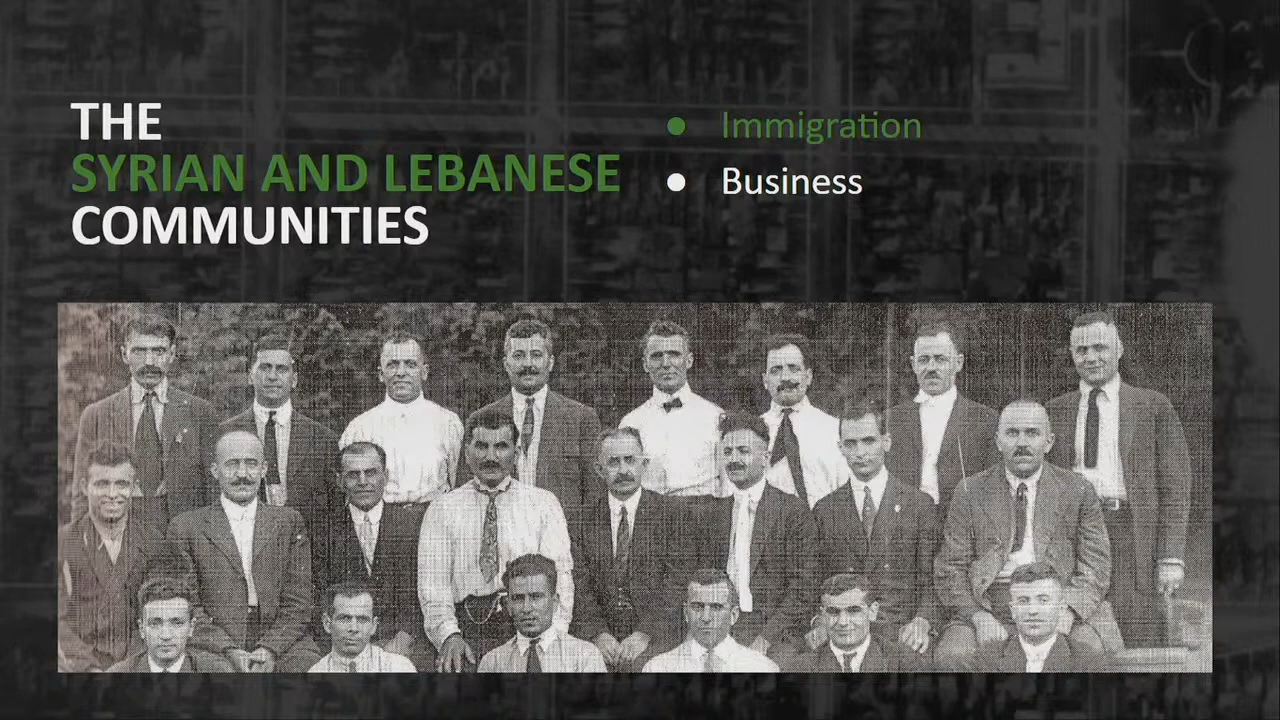 THE
SYRIAN AND LEBANESE
COMMUNITIES
Immigration
Business